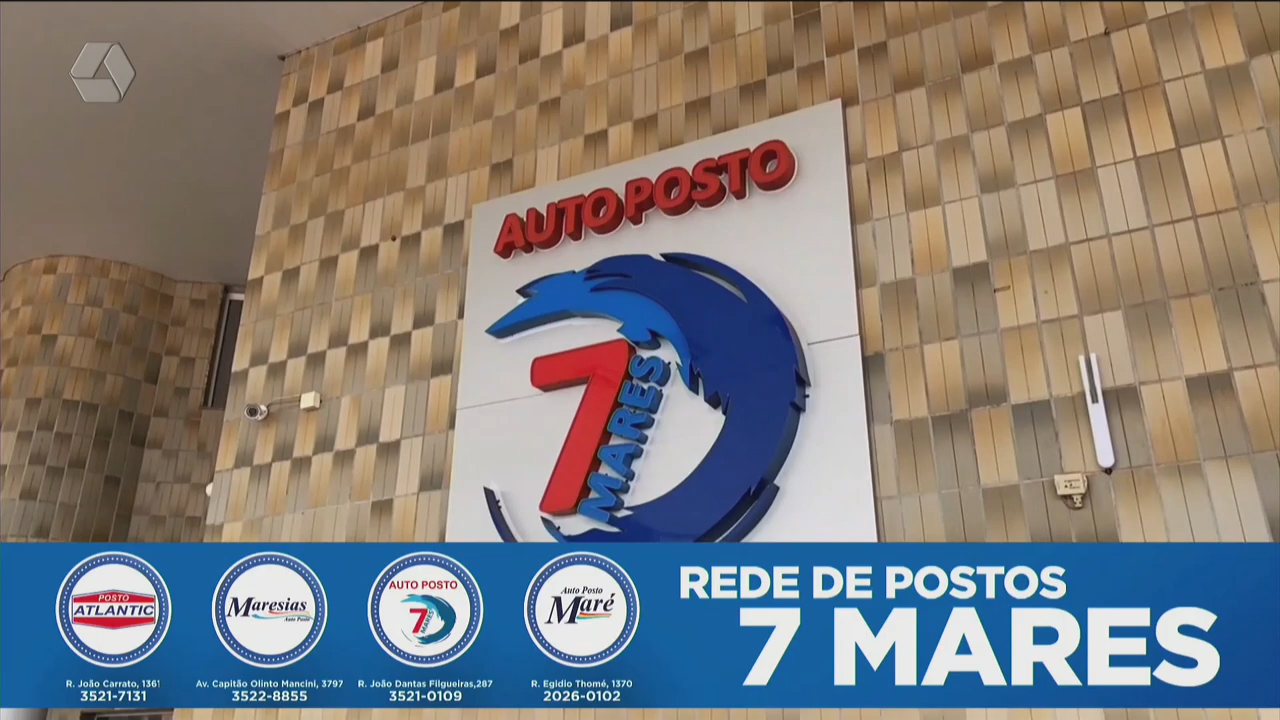 AUTO POSTO
7
MARES
POSTO
ATLANTIC
R. João Carrato, 1361
3521-7131
Maresias
Auto Posto
Av. Capitão Olinto Mancini, 3797
3522-8855
AUTO POSTO
7
MARES
R. João Dantas Filgueiras,287
3521-0109
Auto Posto
Maré
R. Egidio Thomé, 1370
2026-0102
REDE DE POSTOS
7 MARES